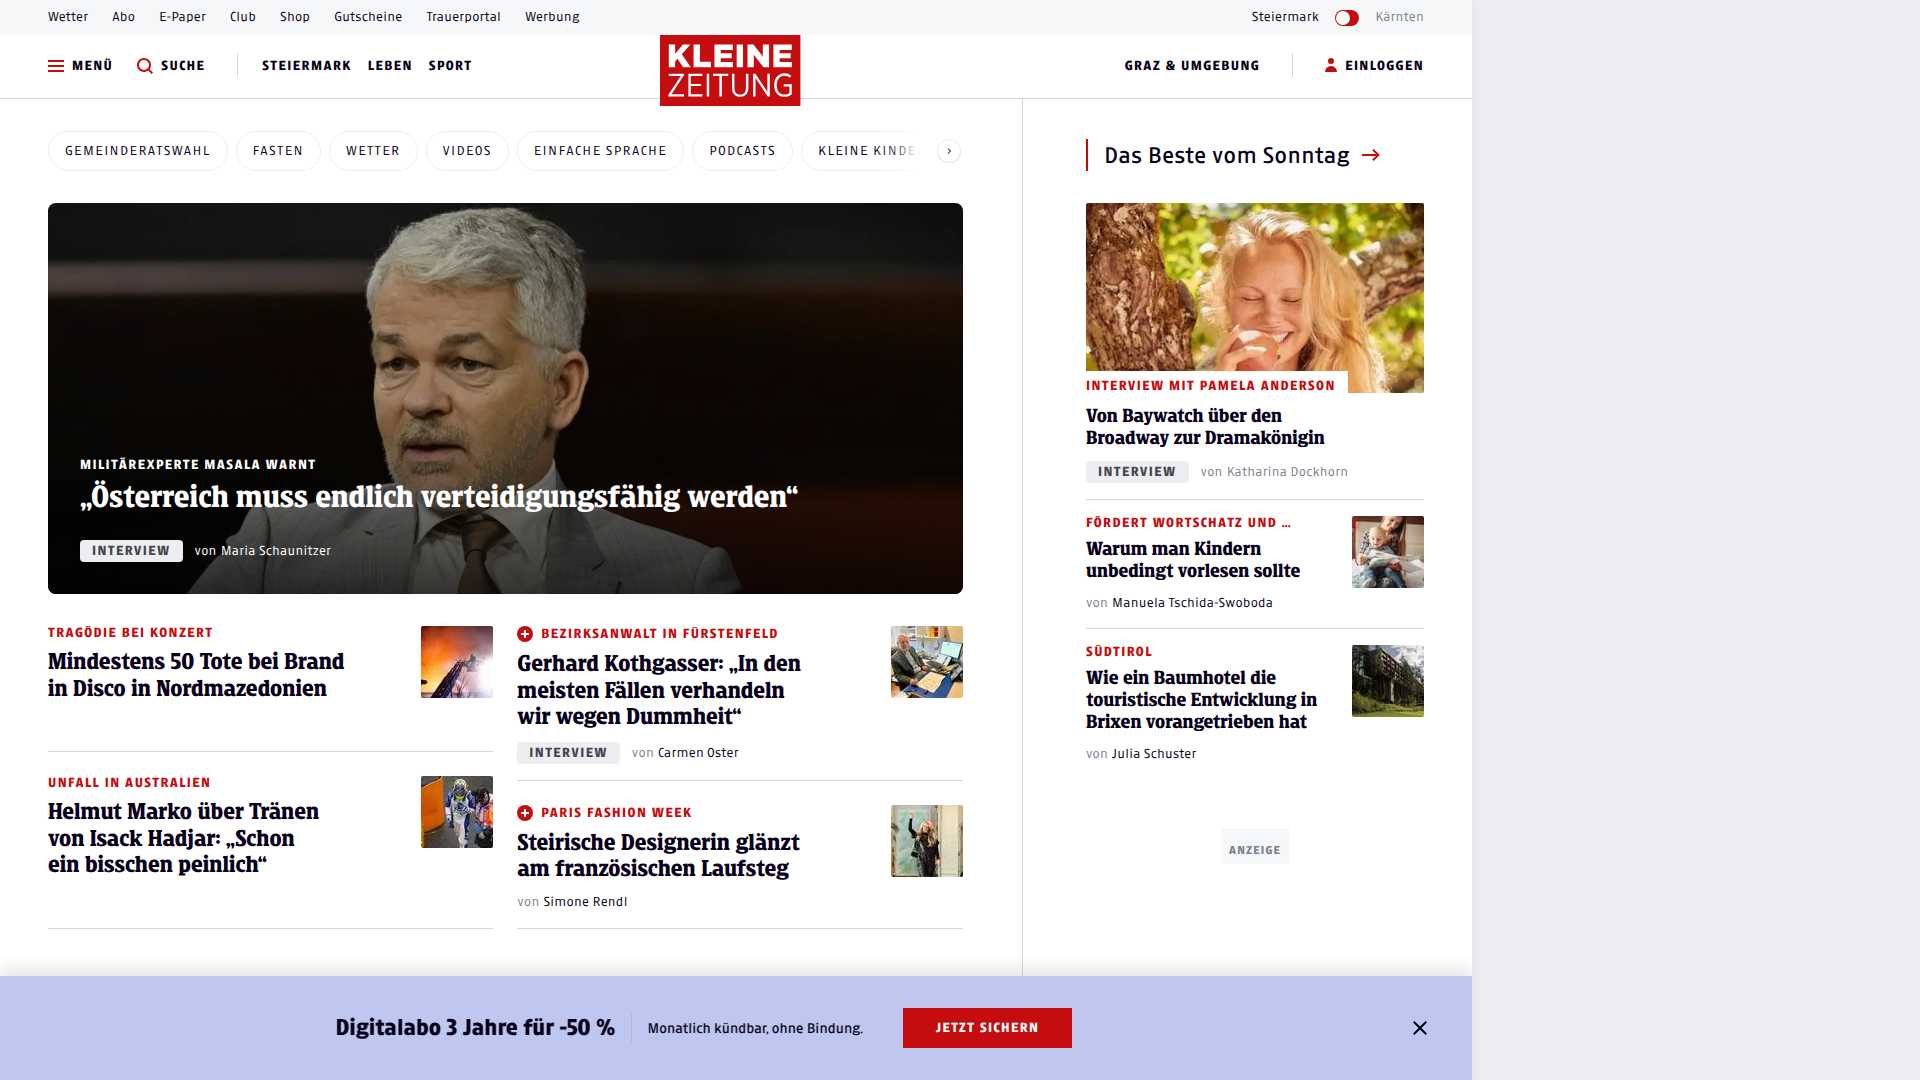 Wetter Abo E-Paper Club Shop Gutscheine Trauerportal Werbung Steiermark Kärnten
MENÜ SUCHE STEIERMARK LEBEN SPORT KLEINE ZEITUNG GRAZ & UMGEBUNG EINLOGGEN
GEMEINDERATSWAHL FASTEN WETTER VIDEOS EINFACHE SPRACHE PODCASTS KLEINE KINDE
MILITÄREXPERTE MASALA WARNT
„Österreich muss endlich verteidigungsfähig werden“
INTERVIEW von Maria Schaunitzer
TRAGÖDIE BEI KONZERT
Mindestens 50 Tote bei Brand
in Disco in Nordmazedonien
UNFALL IN AUSTRALIEN
Helmut Marko über Tränen
von Isack Hadjar: „Schon
ein bisschen peinlich“
BEZIRKSANWALT IN FÜRSTENFELD
Gerhard Kothgasser: „In den
meisten Fällen verhandeln
wir wegen Dummheit“
INTERVIEW von Carmen Oster
PARIS FASHION WEEK
Steirische Designerin glänzt
am französischen Laufsteg
von Simone Rendl
Das Beste vom Sonntag
INTERVIEW MIT PAMELA ANDERSON
Von Baywatch über den
Broadway zur Dramakönigin
INTERVIEW von Katharina Dockhorn
FÖRDERT WORTSCHATZ UND ...
Warum man Kindern
unbedingt vorlesen sollte
von Manuela Tschida-Swoboda
SÜDTIROL
Wie ein Baumhotel die
touristische Entwicklung in
Brixen vorangetrieben hat
von Julia Schuster
ANZEIGE
Digitalabo 3 Jahre für -50 % Monatlich kündbar, ohne Bindung. JETZT SICHERN